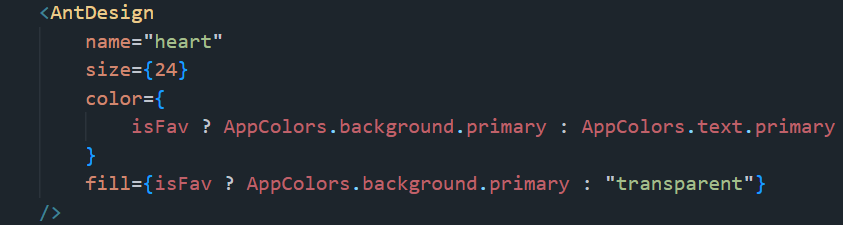 <AntDesign
name="heart"
size={24}
color={
isFav ? AppColors.background.primary : AppColors.text.primary
}
fill={isFav ? AppColors.background.primary : "transparent"}
/>